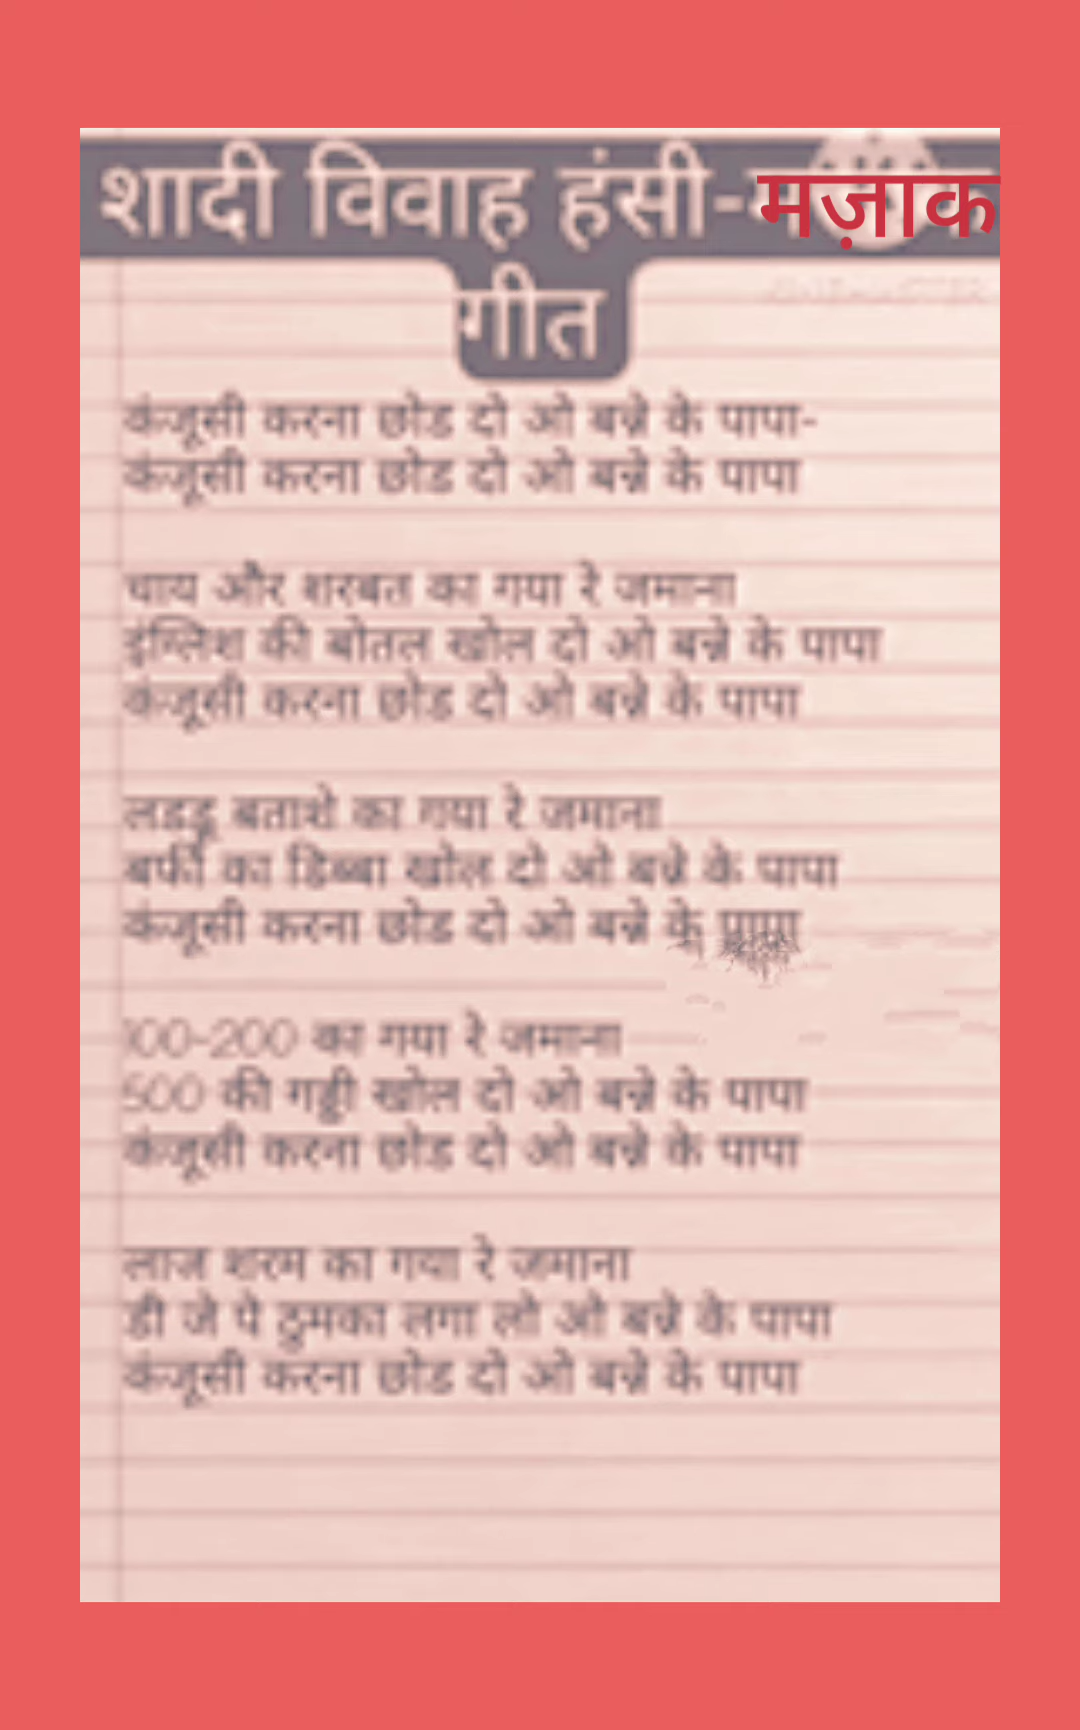 शादी विवाह हंसी-मज़ाक
गीत
कंजूसी करना छोड दो ओ बन्ने के पापा-
कंजूसी करना छोड दो ओ बन्ने के पापा
चाय और शरबत का गया रे जमाना
इंग्लिश की बोतल खोल दो ओ बन्ने के पापा
कंजूसी करना छोड दो ओ बन्ने के पापा
लडडू बताशे का गया रे जमाना
बर्फी का डिब्बा खोल दो ओ बन्ने के पापा
कंजूसी करना छोड दो ओ बन्ने के पापा
100-200 का गया रे जमाना
500 की गड्डी खोल दो ओ बन्ने के पापा
कंजूसी करना छोड दो ओ बन्ने के पापा
लाज शरम का गया रे जमाना
डी जे पे ठुमका लगा लो ओ बन्ने के पापा
कंजूसी करना छोड दो ओ बन्ने के पापा